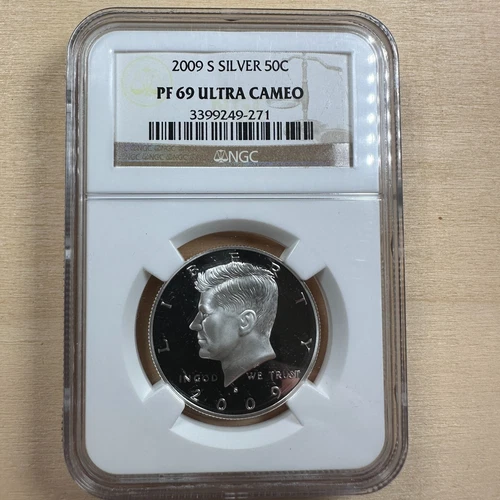 2009 S SILVER 50C
PF 69 ULTRA CAMEO
3399249-271
NGC
LIBERTY
IN GOD WE TRUST
S
2009